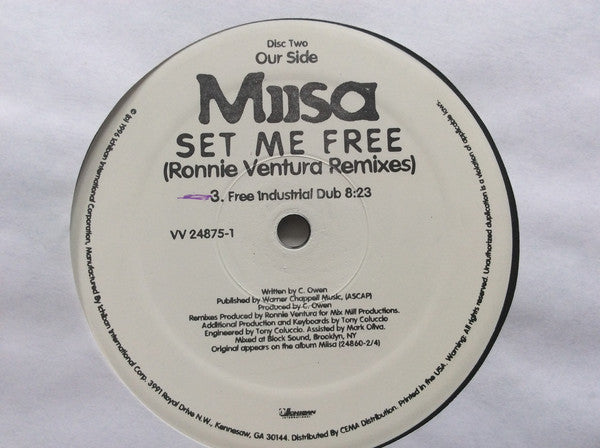 Disc Two
Our Side
Miisa
SET ME FREE
(Ronnie Ventura Remixes)
3. Free Industrial Dub 8:23
VV 24875-1
Written by C. Owen
Published by Warner Chappell Music, (ASCAP)
Produced by C. Owen
Remixes Produced by Ronnie Ventura for Mix Mill Productions.
Additional Production and Keyboards by Tony Coluccio
Engineered by Tony Coluccio. Assisted by Mark Oliva.
Mixed at Block Sound, Brooklyn, NY
Original appears on the album Miisa (24860-2/4)
℗ 1996 Ichiban International Corporation, Manufactured By Ichiban International Corp. 3991 Royal Drive N.W., Kennesaw, GA 30144. Distributed By CEMA Distribution. Printed in the USA. Warning: All rights reserved. Unauthorized duplication is a violation of applicable laws.